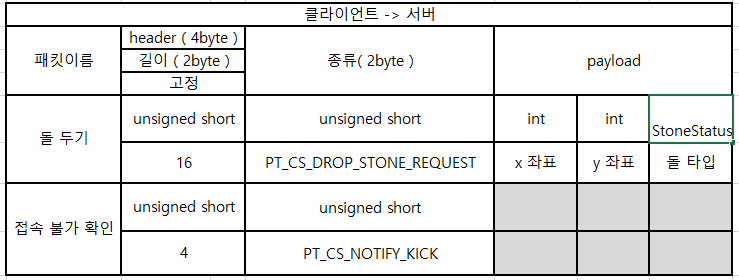 클라이언트 -> 서버
패킷이름
header ( 4byte )
길이 ( 2byte )
고정
종류( 2byte )
payload
돌 두기
unsigned short
unsigned short
int
int
StoneStatus
16
PT_CS_DROP_STONE_REQUEST
x 좌표
y 좌표
돌 타입
접속 불가 확인
unsigned short
unsigned short
4
PT_CS_NOTIFY_KICK